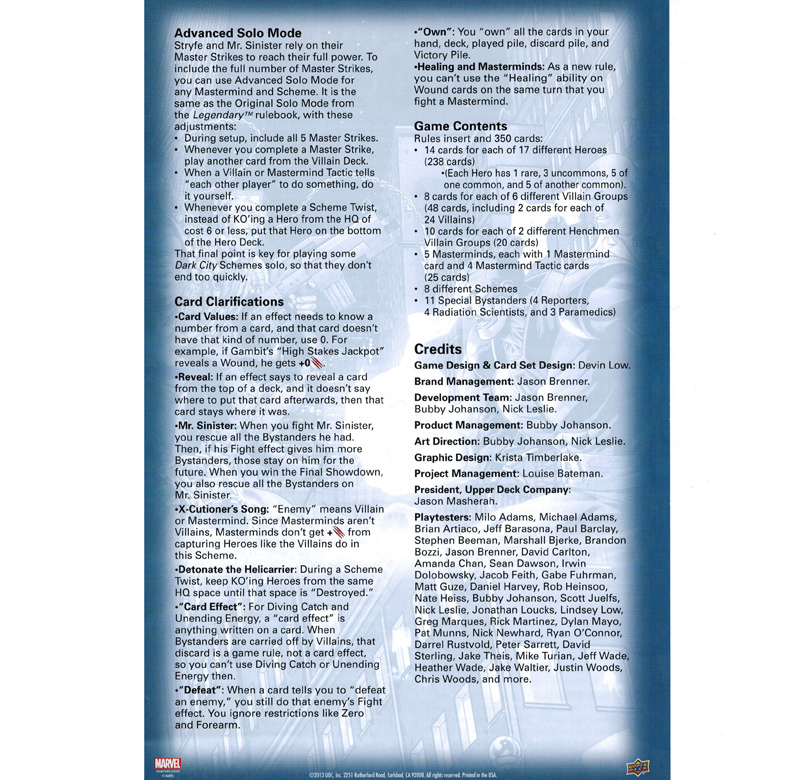 Advanced Solo Mode
Stryfe and Mr. Sinister rely on their
Master Strikes to reach their full power. To
include the full number of Master Strikes,
you can use Advanced Solo Mode for
any Mastermind and Scheme. It is the
same as the Original Solo Mode from
the Legendary™ rulebook, with these
adjustments:
• During setup, include all 5 Master Strikes.
• Whenever you complete a Master Strike,
play another card from the Villain Deck.
• When a Villain or Mastermind Tactic tells
“each other player” to do something, do
it yourself.
• Whenever you complete a Scheme Twist,
instead of KO’ing a Hero from the HQ of
cost 6 or less, put that Hero on the bottom
of the Hero Deck.
That final point is key for playing some
Dark City Schemes solo, so that they don’t
end too quickly.
Card Clarifications
•Card Values: If an effect needs to know a
number from a card, and that card doesn’t
have that kind of number, use 0. For
example, if Gambit’s “High Stakes Jackpot”
reveals a Wound, he gets +0.
•Reveal: If an effect says to reveal a card
from the top of a deck, and it doesn’t say
where to put that card afterwards, then that
card stays where it was.
•Mr. Sinister: When you fight Mr. Sinister,
you rescue all the Bystanders he had.
Then, if his Fight effect gives him more
Bystanders, those stay on him for the
future. When you win the Final Showdown,
you also rescue all the Bystanders on
Mr. Sinister.
•X-Cutioner’s Song: “Enemy” means Villain
or Mastermind. Since Masterminds aren’t
Villains, Masterminds don’t get + from
capturing Heroes like the Villains do in
this Scheme.
•Detonate the Helicarrier: During a Scheme
Twist, keep KO’ing Heroes from the same
HQ space until that space is “Destroyed.”
•“Card Effect”: For Diving Catch and
Unending Energy, a “card effect” is
anything written on a card. When
Bystanders are carried off by Villains, that
discard is a game rule, not a card effect,
so you can’t use Diving Catch or Unending
Energy then.
•“Defeat”: When a card tells you to “defeat
an enemy,” you still do that enemy’s Fight
effect. You ignore restrictions like Zero
and Forearm.
•“Own”: You “own” all the cards in your
hand, deck, played pile, discard pile, and
Victory Pile.
•Healing and Masterminds: As a new rule,
you can’t use the “Healing” ability on
Wound cards on the same turn that you
fight a Mastermind.
Game Contents
Rules insert and 350 cards:
• 14 cards for each of 17 different Heroes
(238 cards)
•(Each Hero has 1 rare, 3 uncommons, 5 of
one common, and 5 of another common).
• 8 cards for each of 6 different Villain Groups
(48 cards, including 2 cards for each of
24 Villains)
• 10 cards for each of 2 different Henchmen
Villain Groups (20 cards)
• 5 Masterminds, each with 1 Mastermind
card and 4 Mastermind Tactic cards
(25 cards)
• 8 different Schemes
• 11 Special Bystanders (4 Reporters,
4 Radiation Scientists, and 3 Paramedics)
Credits
Game Design & Card Set Design: Devin Low.
Brand Management: Jason Brenner.
Development Team: Jason Brenner,
Bubby Johanson, Nick Leslie.
Product Management: Bubby Johanson.
Art Direction: Bubby Johanson, Nick Leslie.
Graphic Design: Krista Timberlake.
Project Management: Louise Bateman.
President, Upper Deck Company:
Jason Masherah.
Playtesters: Milo Adams, Michael Adams,
Brian Artiaco, Jeff Barasona, Paul Barclay,
Stephen Beeman, Marshall Bjerke, Brandon
Bozzi, Jason Brenner, David Carlton,
Amanda Chan, Sean Dawson, Irwin
Dolobowsky, Jacob Feith, Gabe Fuhrman,
Matt Guze, Daniel Harvey, Rob Heinsoo,
Nate Heiss, Bubby Johanson, Scott Juelfs,
Nick Leslie, Jonathan Loucks, Lindsey Low,
Greg Marques, Rick Martinez, Dylan Mayo,
Pat Munns, Nick Newhard, Ryan O’Connor,
Darrel Rustvold, Peter Sarrett, David
Sterling, Jake Theis, Mike Turian, Jeff Wade,
Heather Wade, Jake Waltier, Justin Woods,
Chris Woods, and more.
MARVEL
©2013 UDC, Inc. 2251 Rutherford Road, Carlsbad, CA 92008. All rights reserved. Printed in the USA.